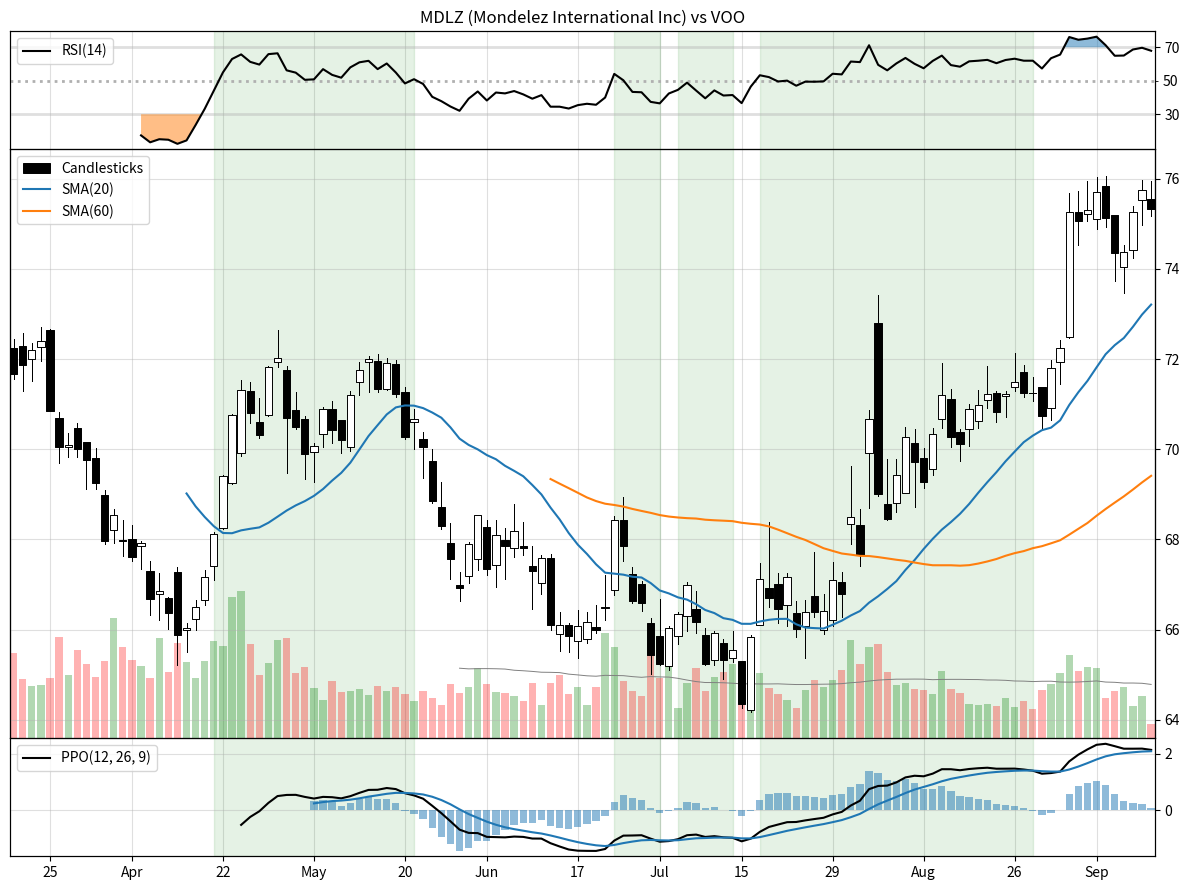 MDLZ (Mondelez International Inc) vs VOO
RSI(14)
70
50
30
Candlesticks
SMA(20)
SMA(60)
76
74
72
70
68
66
64
PPO(12, 26, 9)
2
0
25 Apr 22 May 20 Jun 17 Jul 15 29 Aug 26 Sep